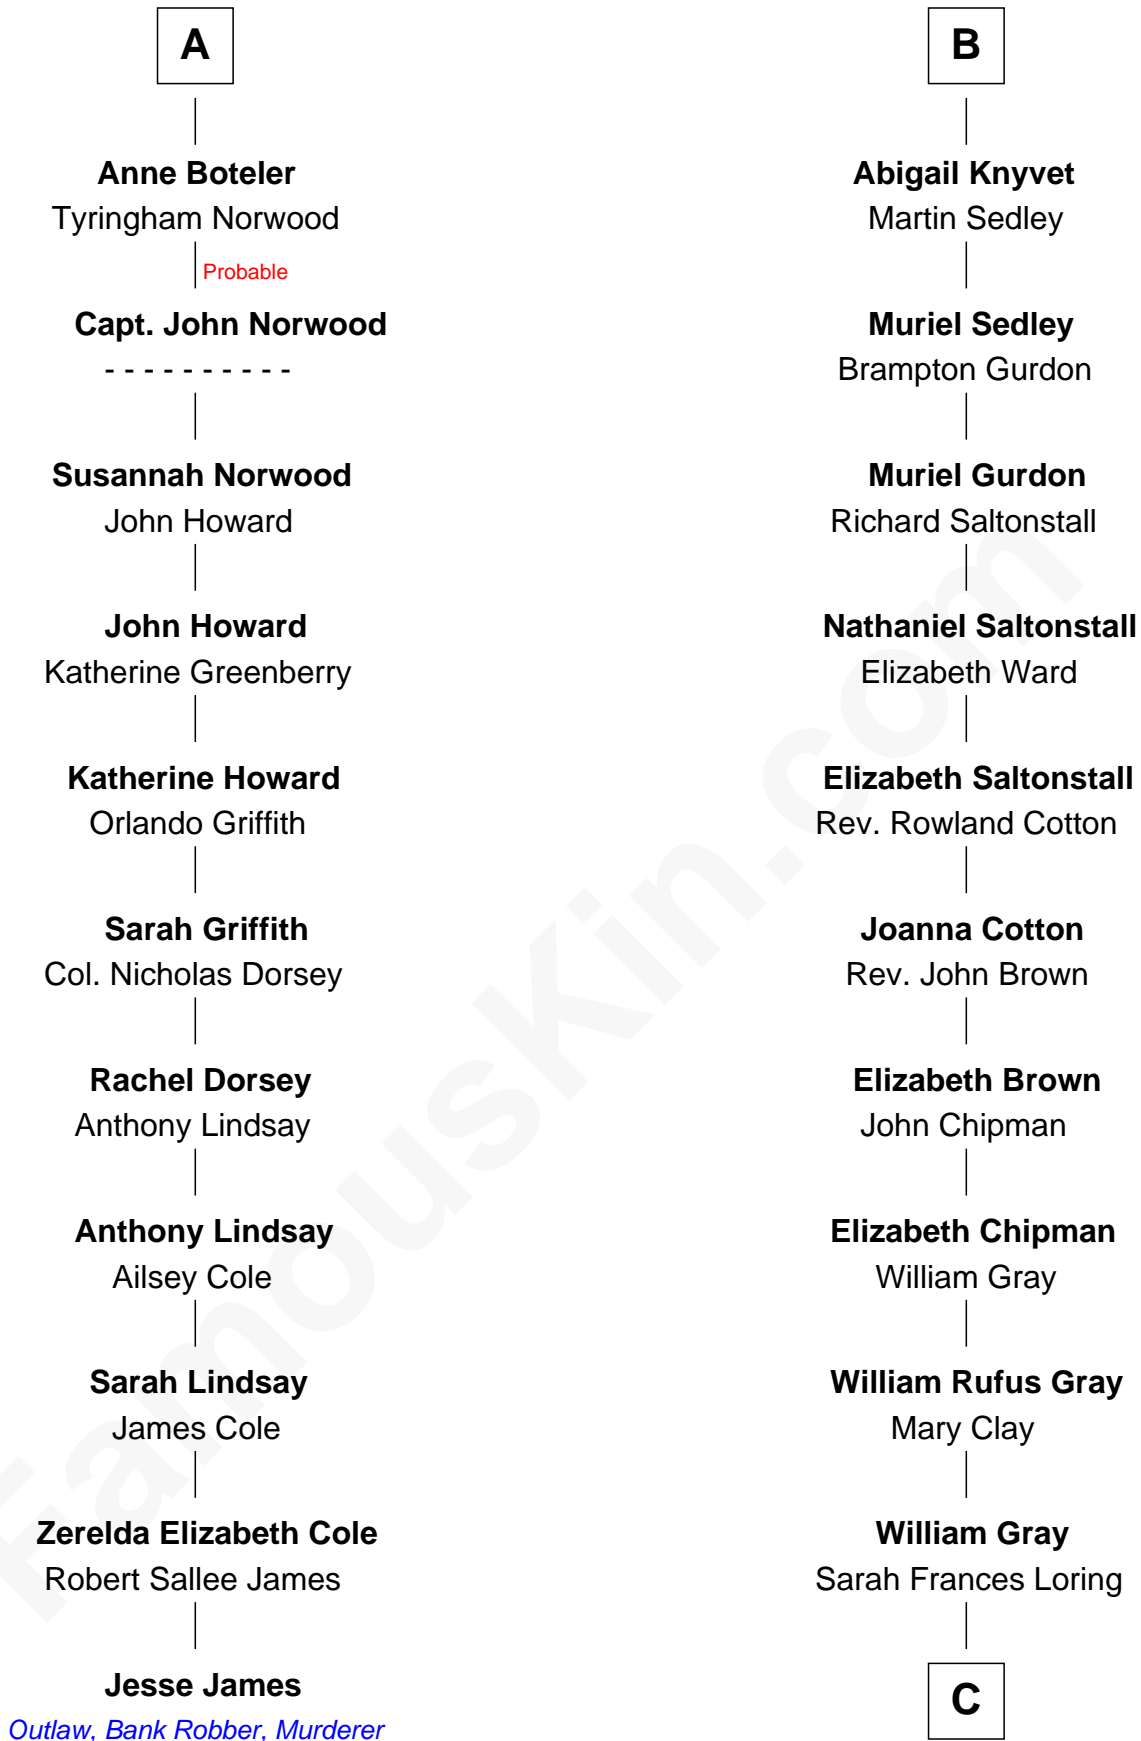 A
Anne Boteler
Tyringham Norwood
Probable
Capt. John Norwood
- - - - - - - - - -
Susannah Norwood
John Howard
John Howard
Katherine Greenberry
Katherine Howard
Orlando Griffith
Sarah Griffith
Col. Nicholas Dorsey
Rachel Dorsey
Anthony Lindsay
Anthony Lindsay
Ailsey Cole
Sarah Lindsay
James Cole
Zerelda Elizabeth Cole
Robert Sallee James
Jesse James
Outlaw, Bank Robber, Murderer
B
Abigail Knyvet
Martin Sedley
Muriel Sedley
Brampton Gurdon
Muriel Gurdon
Richard Saltonstall
Nathaniel Saltonstall
Elizabeth Ward
Elizabeth Saltonstall
Rev. Rowland Cotton
Joanna Cotton
Rev. John Brown
Elizabeth Brown
John Chipman
Elizabeth Chipman
William Gray
William Rufus Gray
Mary Clay
William Gray
Sarah Frances Loring
C
FamousKin.com